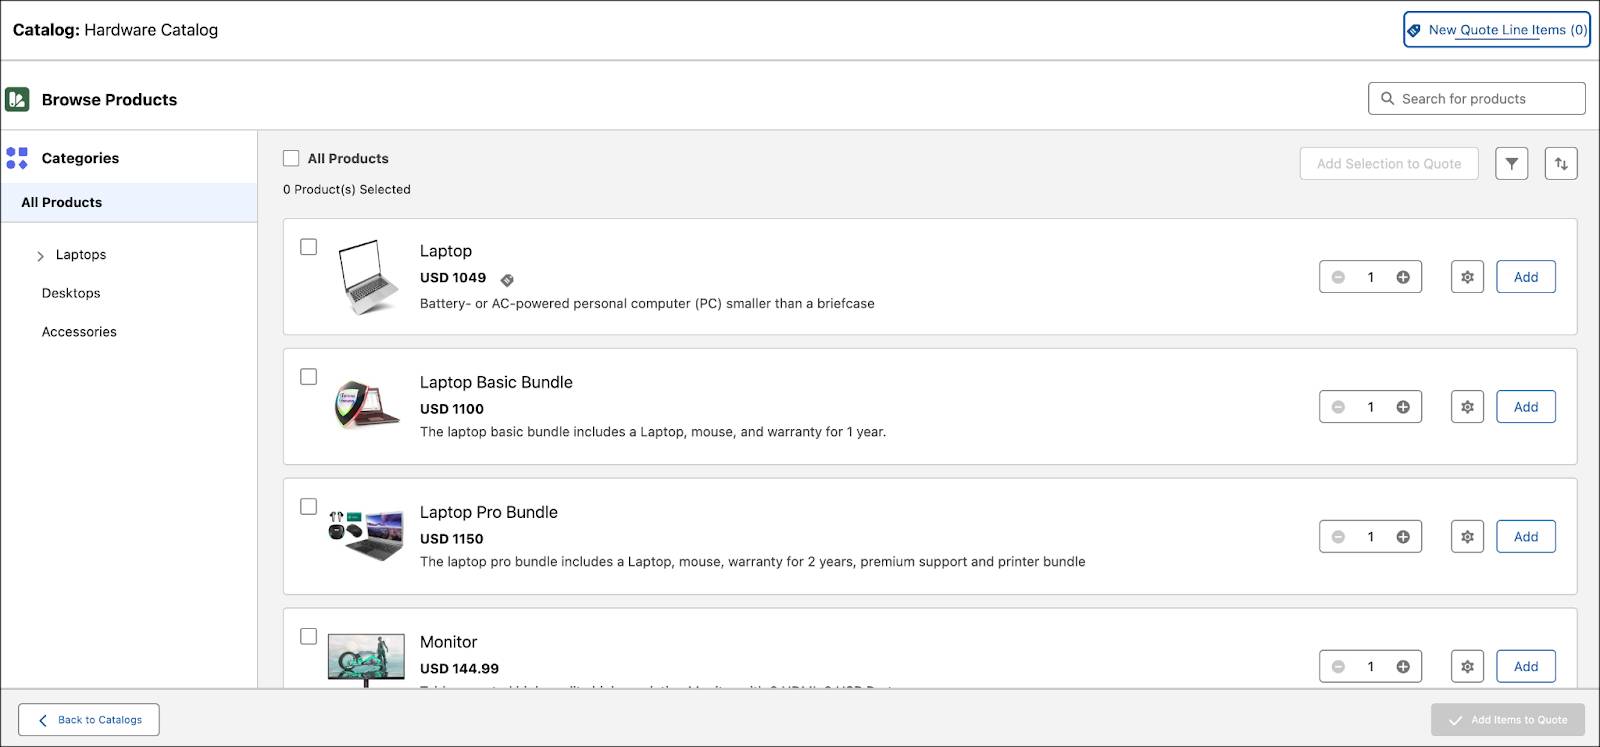 Catalog: Hardware Catalog
New Quote Line Items (0)
Browse Products
Search for products
Categories
All Products
Laptops
Desktops
Accessories
All Products
0 Product(s) Selected
Add Selection to Quote
Laptop
USD 1049
Battery- or AC-powered personal computer (PC) smaller than a briefcase
1
Add
Laptop Basic Bundle
USD 1100
The laptop basic bundle includes a Laptop, mouse, and warranty for 1 year.
1
Add
Laptop Pro Bundle
USD 1150
The laptop pro bundle includes a Laptop, mouse, warranty for 2 years, premium support and printer bundle
1
Add
Monitor
USD 144.99
1
Add
Back to Catalogs
Add Items to Quote